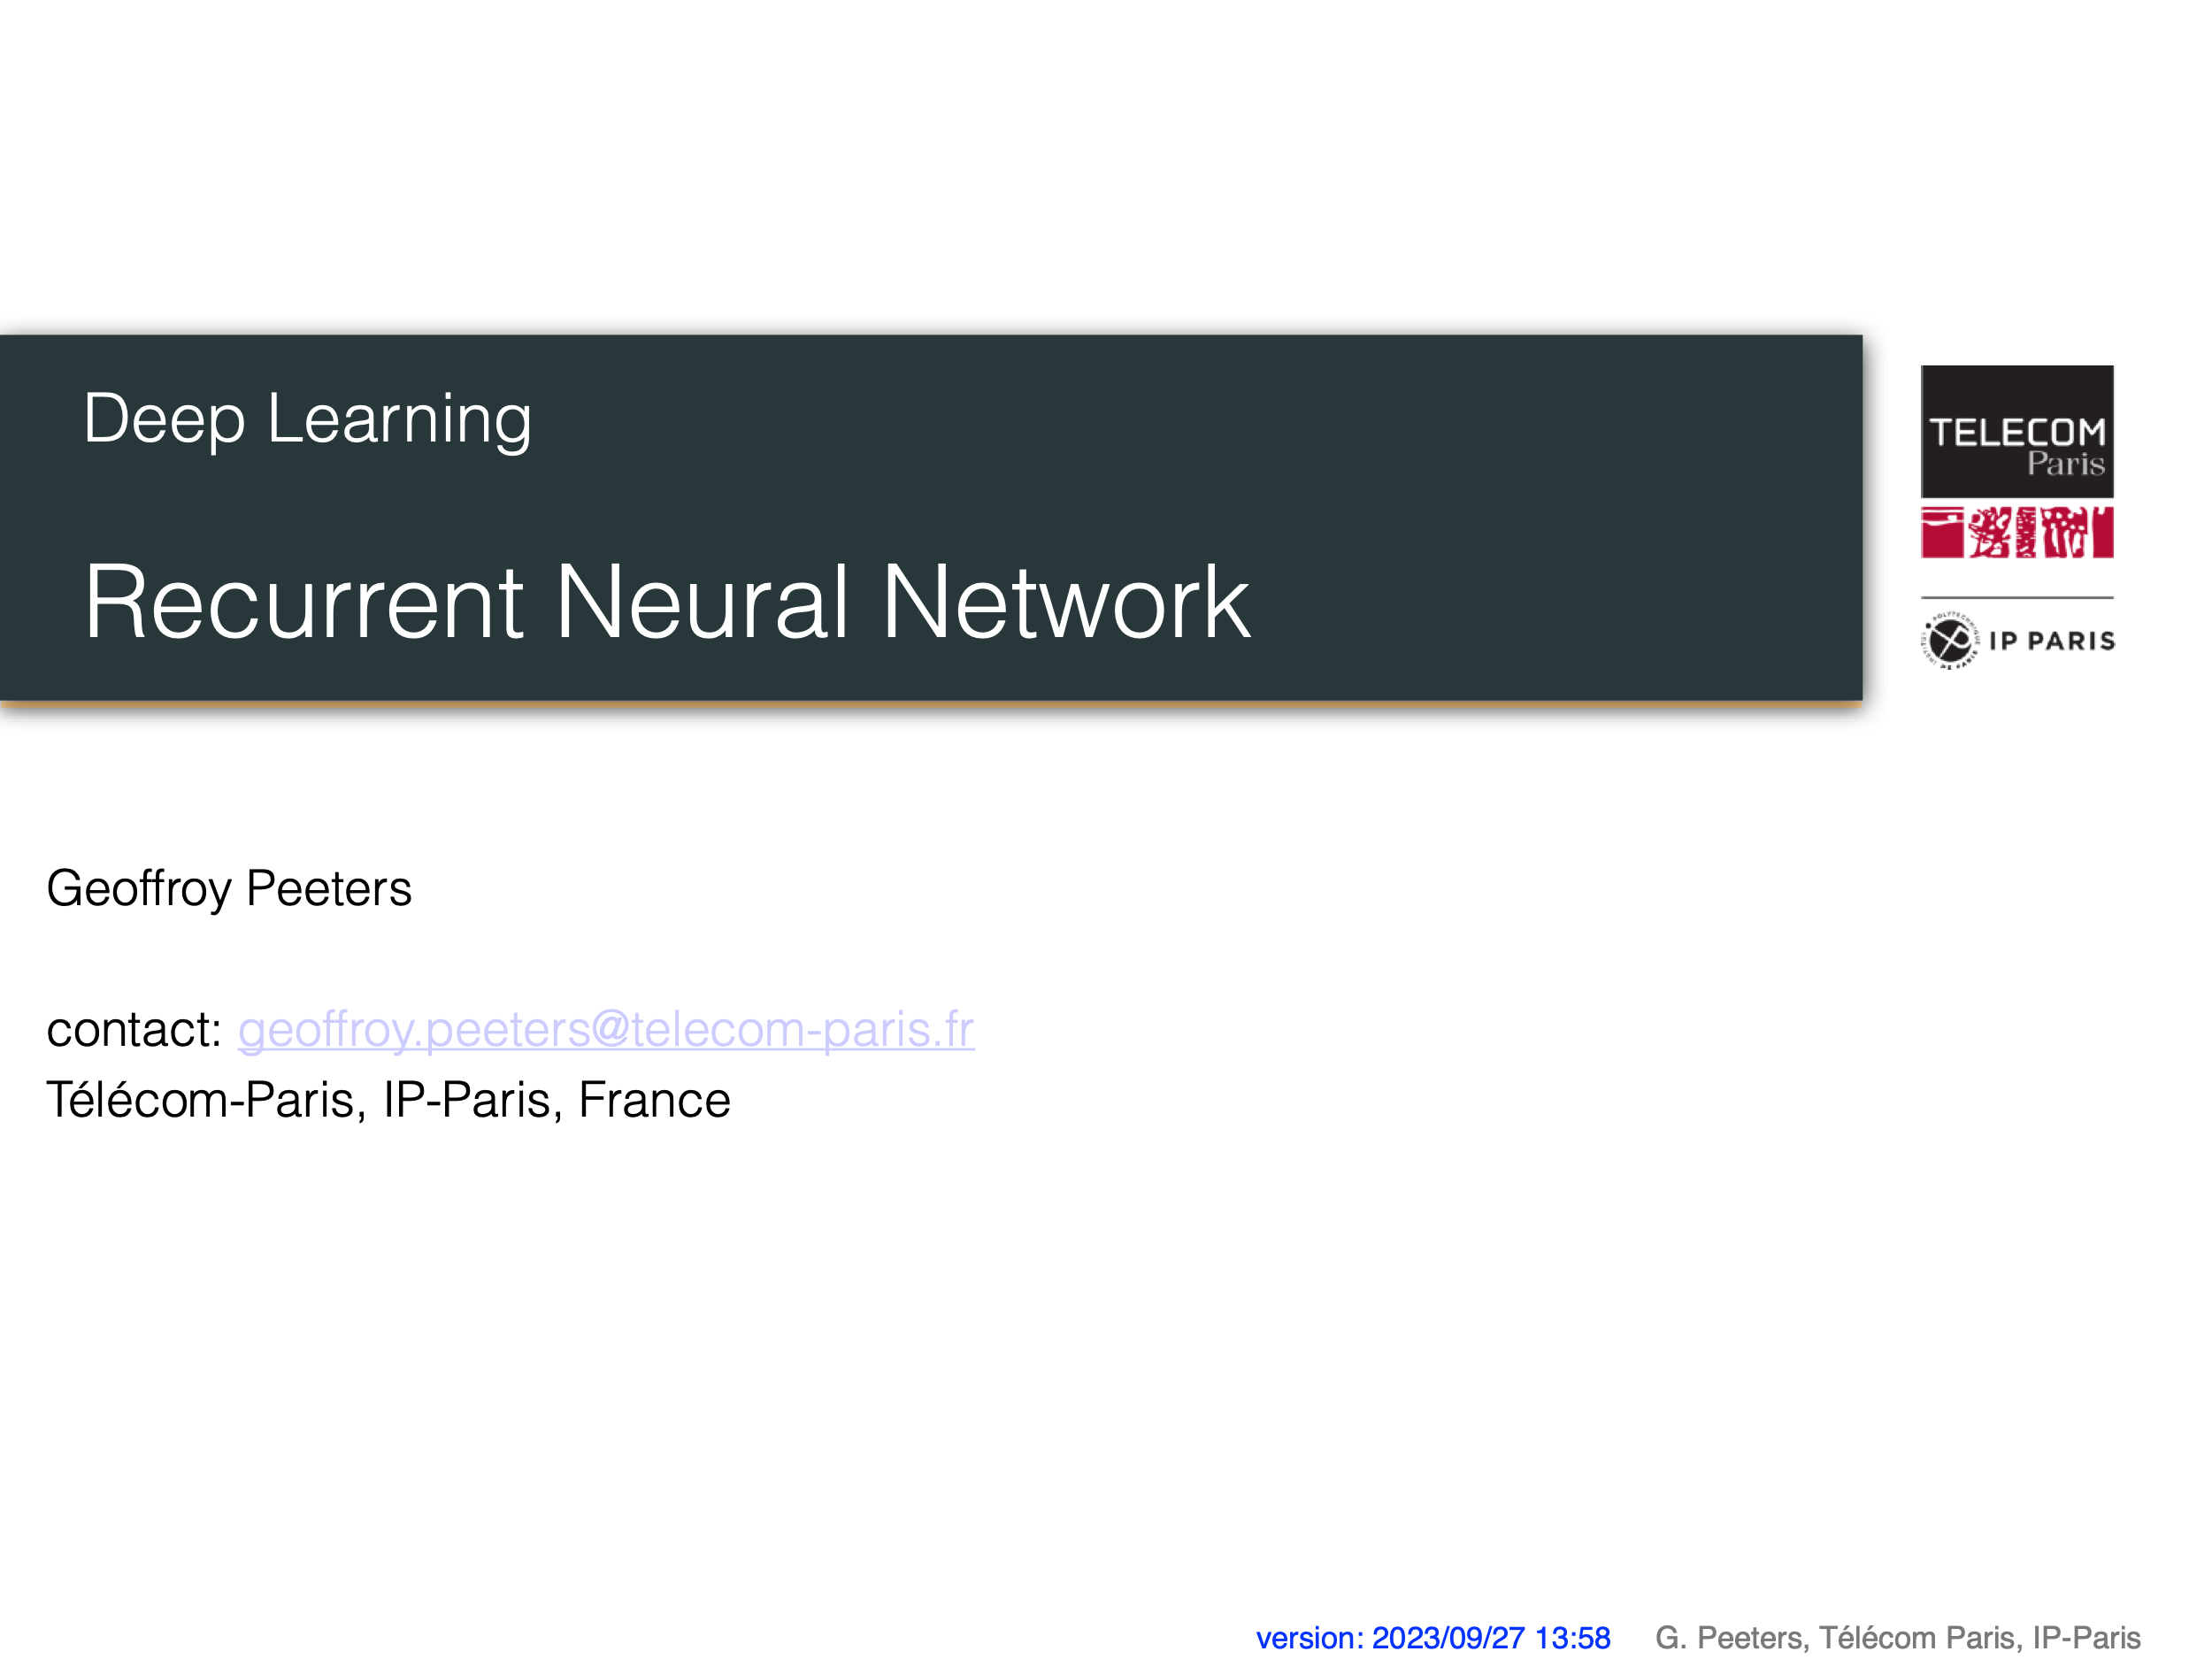 Deep Learning
Recurrent Neural Network
TELECOM
Paris
IP PARIS
Geoffroy Peeters
contact: geoffroy.peeters@telecom-paris.fr
Télécom-Paris, IP-Paris, France
version: 2023/09/27 13:58 G. Peeters, Télécom Paris, IP-Paris